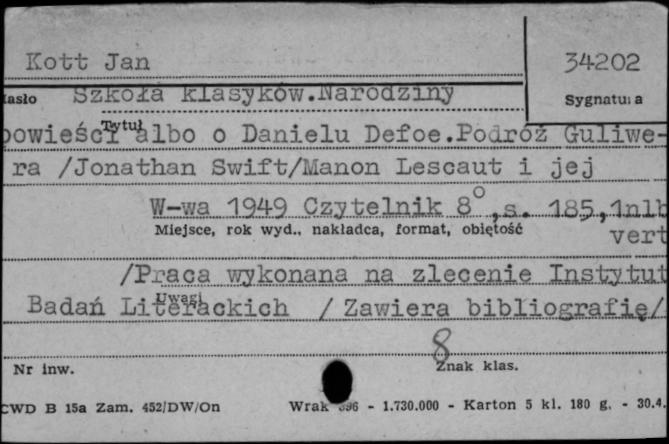 Kott Jan
34202
Hasło Szkoła klasyków.Narodziny
Sygnatura
powieści albo o Danielu Defoe.Podróż Guliwe-
Tytuł
ra /Jonathan Swift/Manon Lescaut i jej
W-wa 1949 Czytelnik 8°,s. 185,1nlb
Miejsce, rok wyd., nakładca, format, objętość
vert
/Praca wykonana na zlecenie Instytut
Uwagi
Badań Literackich / Zawiera bibliografię/
8
Nr inw.
Znak klas.
CWD B 15a Zam. 452/DW/On Wrak 396 - 1.730.000 - Karton 5 kl. 180 g. - 30.4.